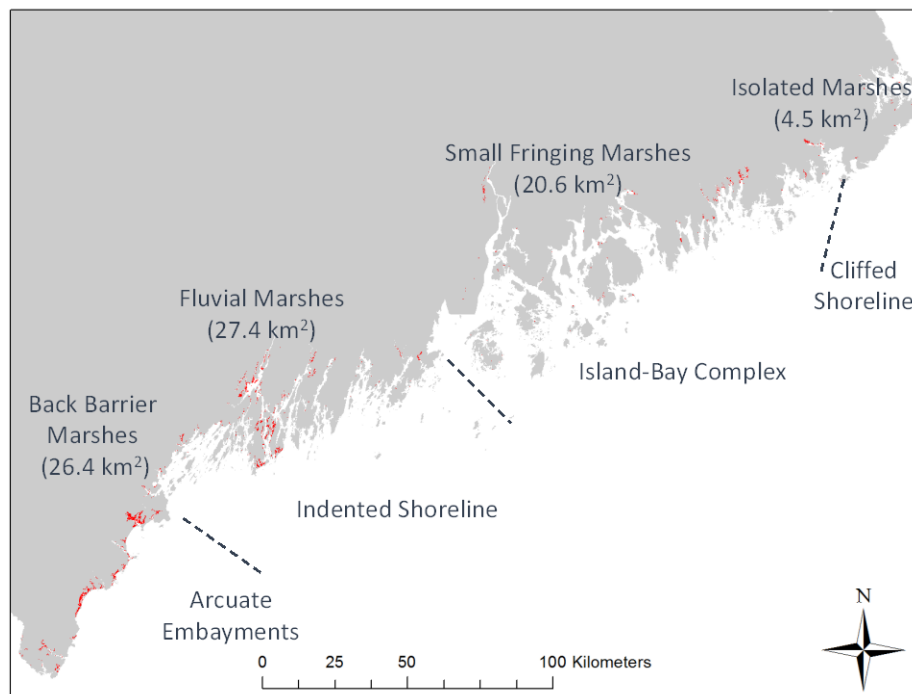 Isolated Marshes
(4.5 km²)
Small Fringing Marshes
(20.6 km²)
Cliffed
Shoreline
Fluvial Marshes
(27.4 km²)
Island-Bay Complex
Back Barrier
Marshes
(26.4 km²)
Indented Shoreline
Arcuate
Embayments
N
0 25 50 100 Kilometers